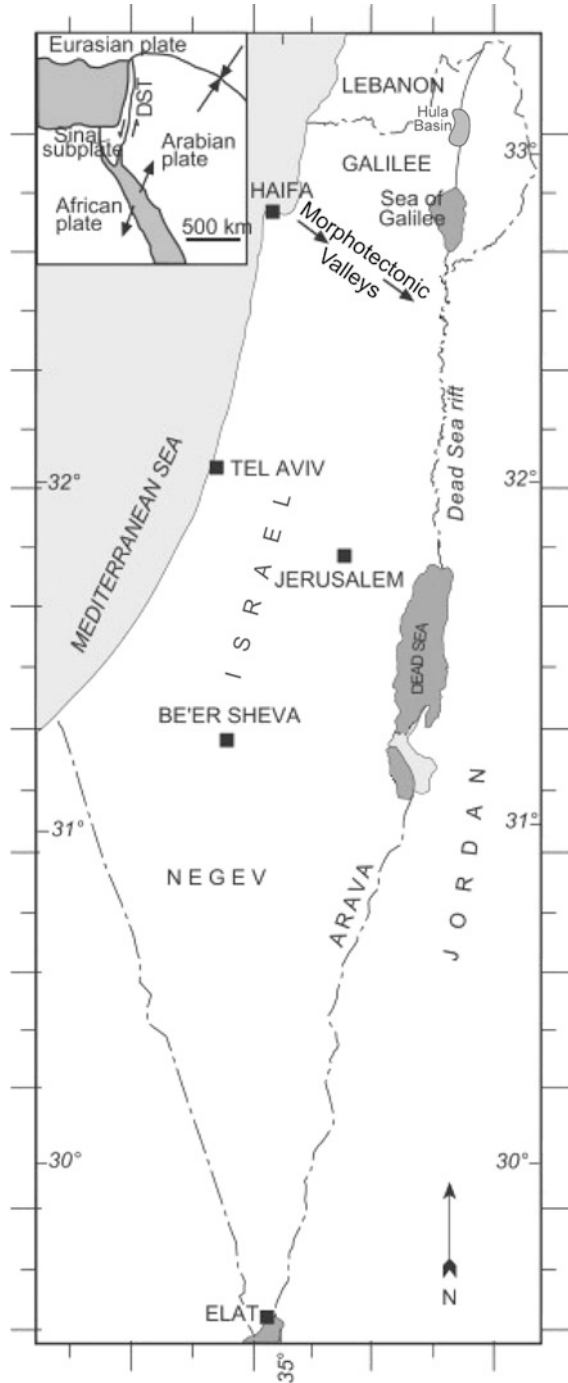 Eurasian plate
DST
Sinai
subplate
Arabian
plate
African
plate
500 km
LEBANON
Hula
Basin
33°
GALILEE
HAIFA
Sea of
Galilee
Morphotectonic
Valleys
Dead Sea rift
MEDITERRANEAN SEA
32°
TEL AVIV
32°
ISRAEL
JERUSALEM
DEAD SEA
BE'ER SHEVA
31°
31°
NEGEV
ARAVA
JORDAN
30°
30°
N
ELAT
35°